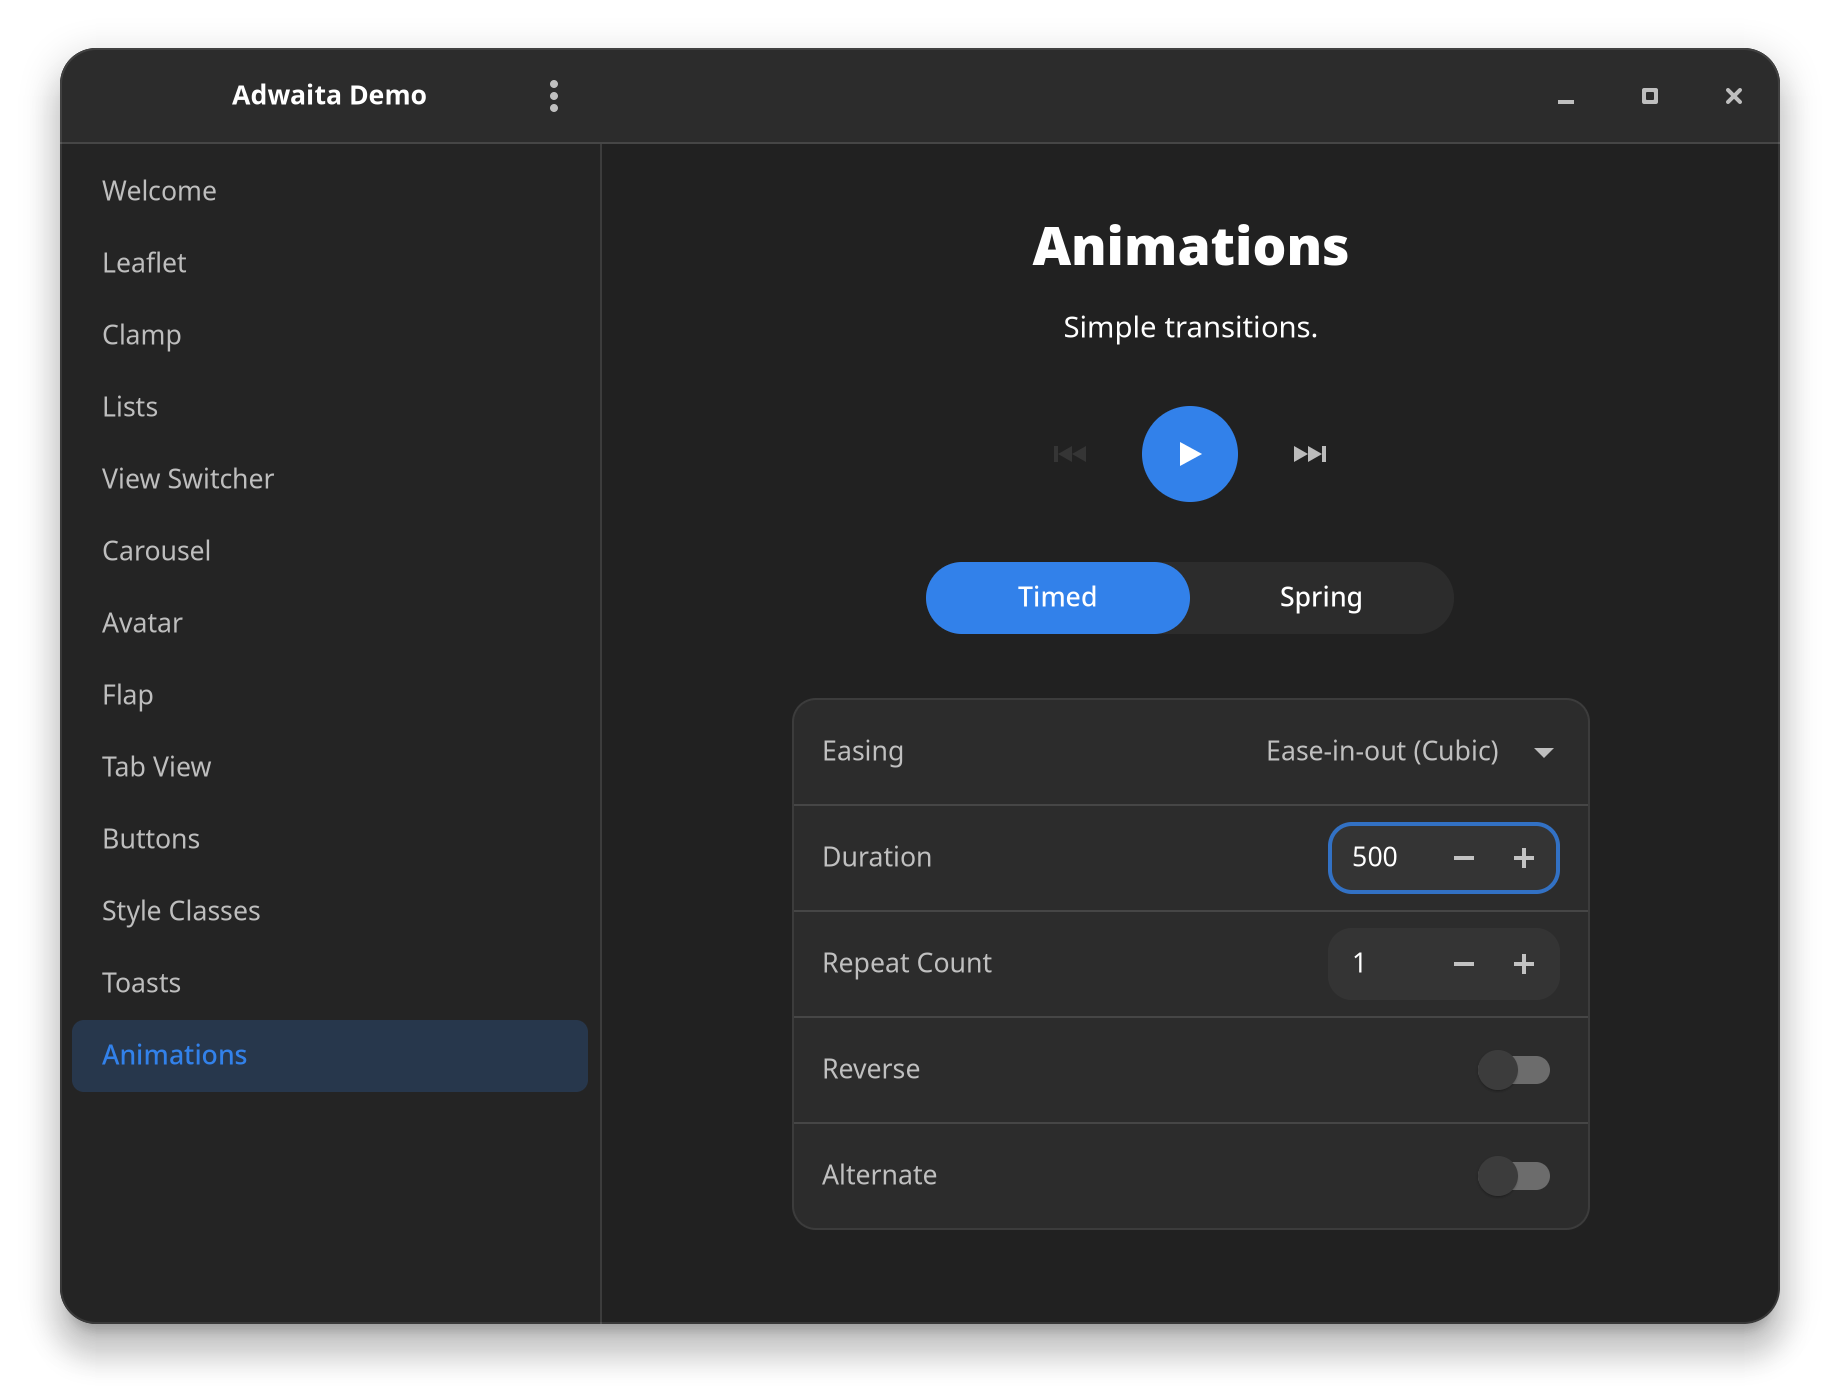 Adwaita Demo
Welcome
Leaflet
Clamp
Lists
View Switcher
Carousel
Avatar
Flap
Tab View
Buttons
Style Classes
Toasts
Animations
Animations
Simple transitions.
Timed
Spring
Easing
Ease-in-out (Cubic)
Duration
500
Repeat Count
1
Reverse
Alternate